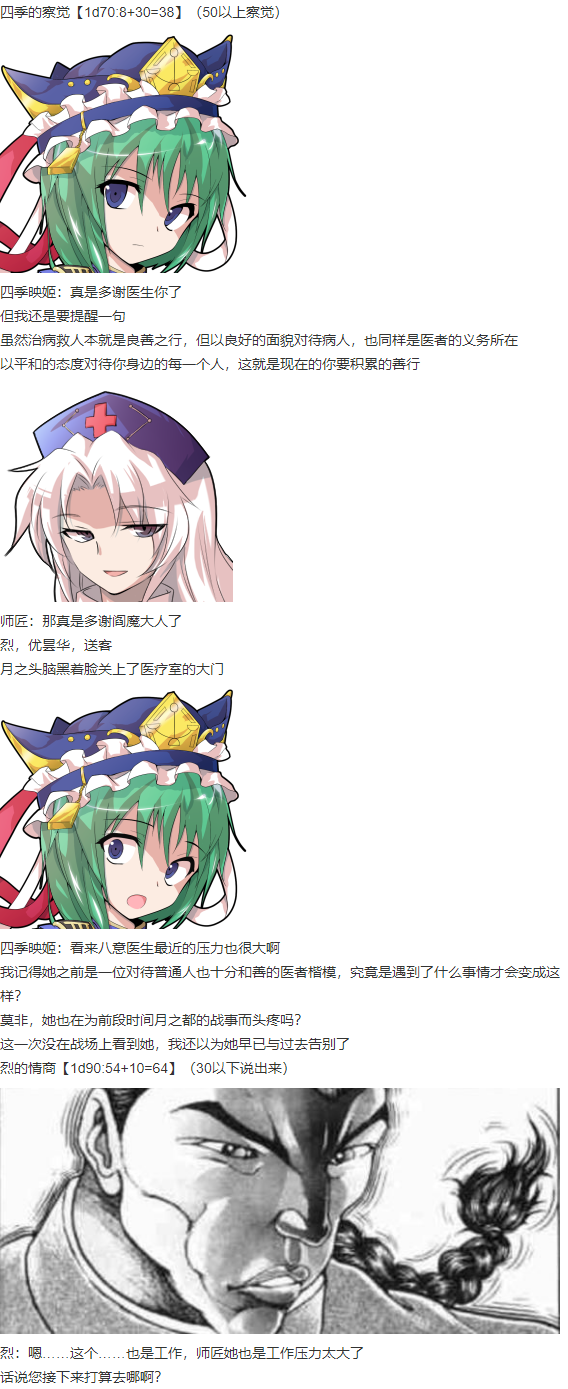 四季的察觉【1d70:8+30=38】（50以上察觉）
四季映姬：真是多谢医生你了
但我还是要提醒一句
虽然治病救人本就是良善之行，但以良好的面貌对待病人，也同样是医者的义务所在
以平和的态度对待你身边的每一个人，这就是现在的你要积累的善行
师匠：那真是多谢阎魔大人了
烈，优昙华，送客
月之头脑黑着脸关上了医疗室的大门
四季映姬：看来八意医生最近的压力也很大啊
我记得她之前是一位对待普通人也十分和善的医者楷模，究竟是遇到了什么事情才会变成这
样？
莫非，她也在为前段时间月之都的战事而头疼吗？
这一次没在战场上看到她，我还以为她早已与过去告别了
烈的情商【1d90:54+10=64】（30以下说出来）
烈：嗯……这个……也是工作，师匠她也是工作压力太大了
话说您接下来打算去哪啊？